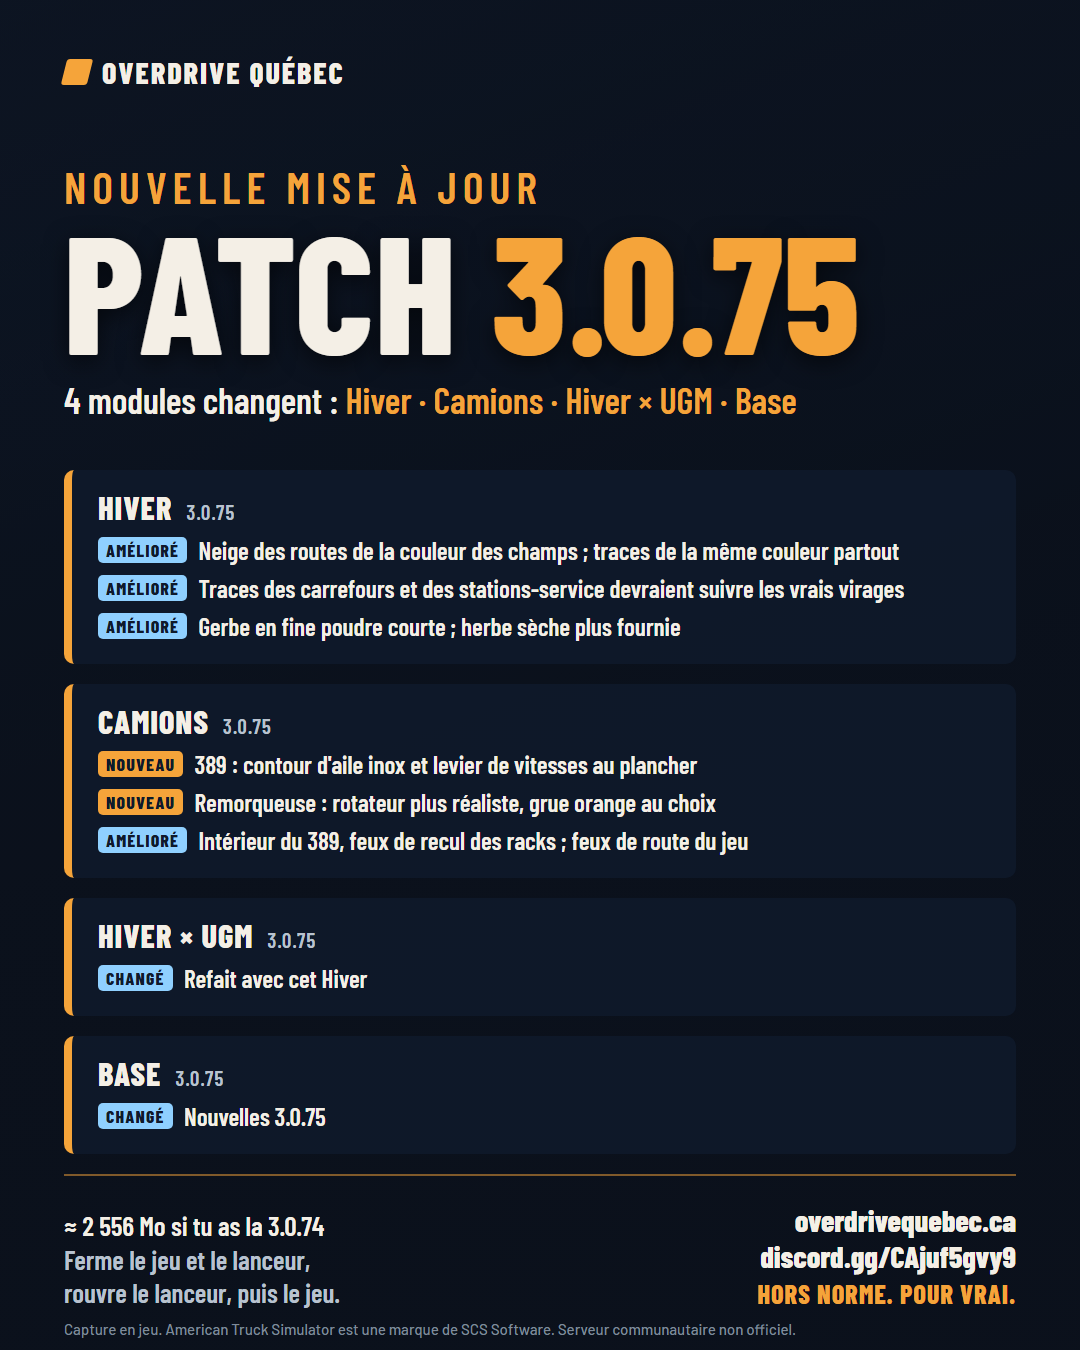 OVERDRIVE QUÉBEC
NOUVELLE MISE À JOUR
PATCH 3.0.75
4 modules changent : Hiver · Camions · Hiver × UGM · Base
HIVER 3.0.75
AMÉLIORÉ Neige des routes de la couleur des champs ; traces de la même couleur partout
AMÉLIORÉ Traces des carrefours et des stations-service devraient suivre les vrais virages
AMÉLIORÉ Gerbe en fine poudre courte ; herbe sèche plus fournie
CAMIONS 3.0.75
NOUVEAU 389 : contour d'aile inox et levier de vitesses au plancher
NOUVEAU Remorqueuse : rotateur plus réaliste, grue orange au choix
AMÉLIORÉ Intérieur du 389, feux de recul des racks ; feux de route du jeu
HIVER × UGM 3.0.75
CHANGÉ Refait avec cet Hiver
BASE 3.0.75
CHANGÉ Nouvelles 3.0.75
≈ 2 556 Mo si tu as la 3.0.74
Ferme le jeu et le lanceur,
rouvre le lanceur, puis le jeu.
overdrivequebec.ca
discord.gg/CAjuf5gvy9
HORS NORME. POUR VRAI.
Capture en jeu. American Truck Simulator est une marque de SCS Software. Serveur communautaire non officiel.